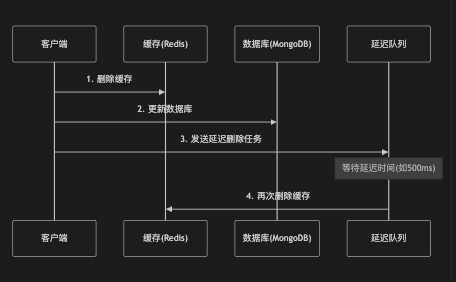 客户端
缓存(Redis)
数据库(MongoDB)
延迟队列
1. 删除缓存
2. 更新数据库
3. 发送延迟删除任务
等待延迟时间(如500ms)
4. 再次删除缓存
客户端
缓存(Redis)
数据库(MongoDB)
延迟队列